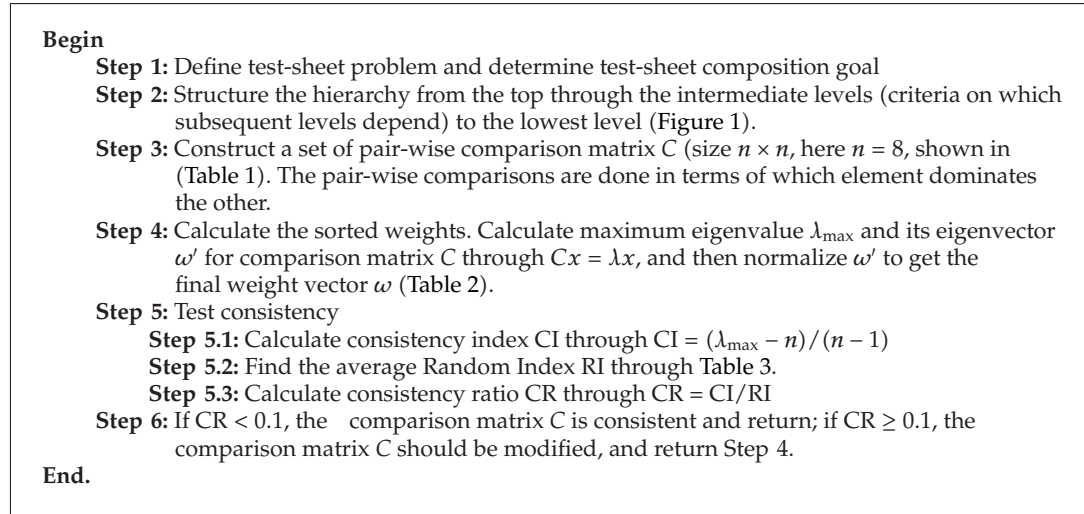 Begin
Step 1: Define test-sheet problem and determine test-sheet composition goal
Step 2: Structure the hierarchy from the top through the intermediate levels (criteria on which
subsequent levels depend) to the lowest level (Figure 1).
Step 3: Construct a set of pair-wise comparison matrix C (size n × n, here n = 8, shown in
(Table 1). The pair-wise comparisons are done in terms of which element dominates
the other.
Step 4: Calculate the sorted weights. Calculate maximum eigenvalue λmax and its eigenvector
ω′ for comparison matrix C through Cx = λx, and then normalize ω′ to get the
final weight vector ω (Table 2).
Step 5: Test consistency
Step 5.1: Calculate consistency index CI through CI = (λmax − n)/(n − 1)
Step 5.2: Find the average Random Index RI through Table 3.
Step 5.3: Calculate consistency ratio CR through CR = CI/RI
Step 6: If CR < 0.1, the comparison matrix C is consistent and return; if CR ≥ 0.1, the
comparison matrix C should be modified, and return Step 4.
End.